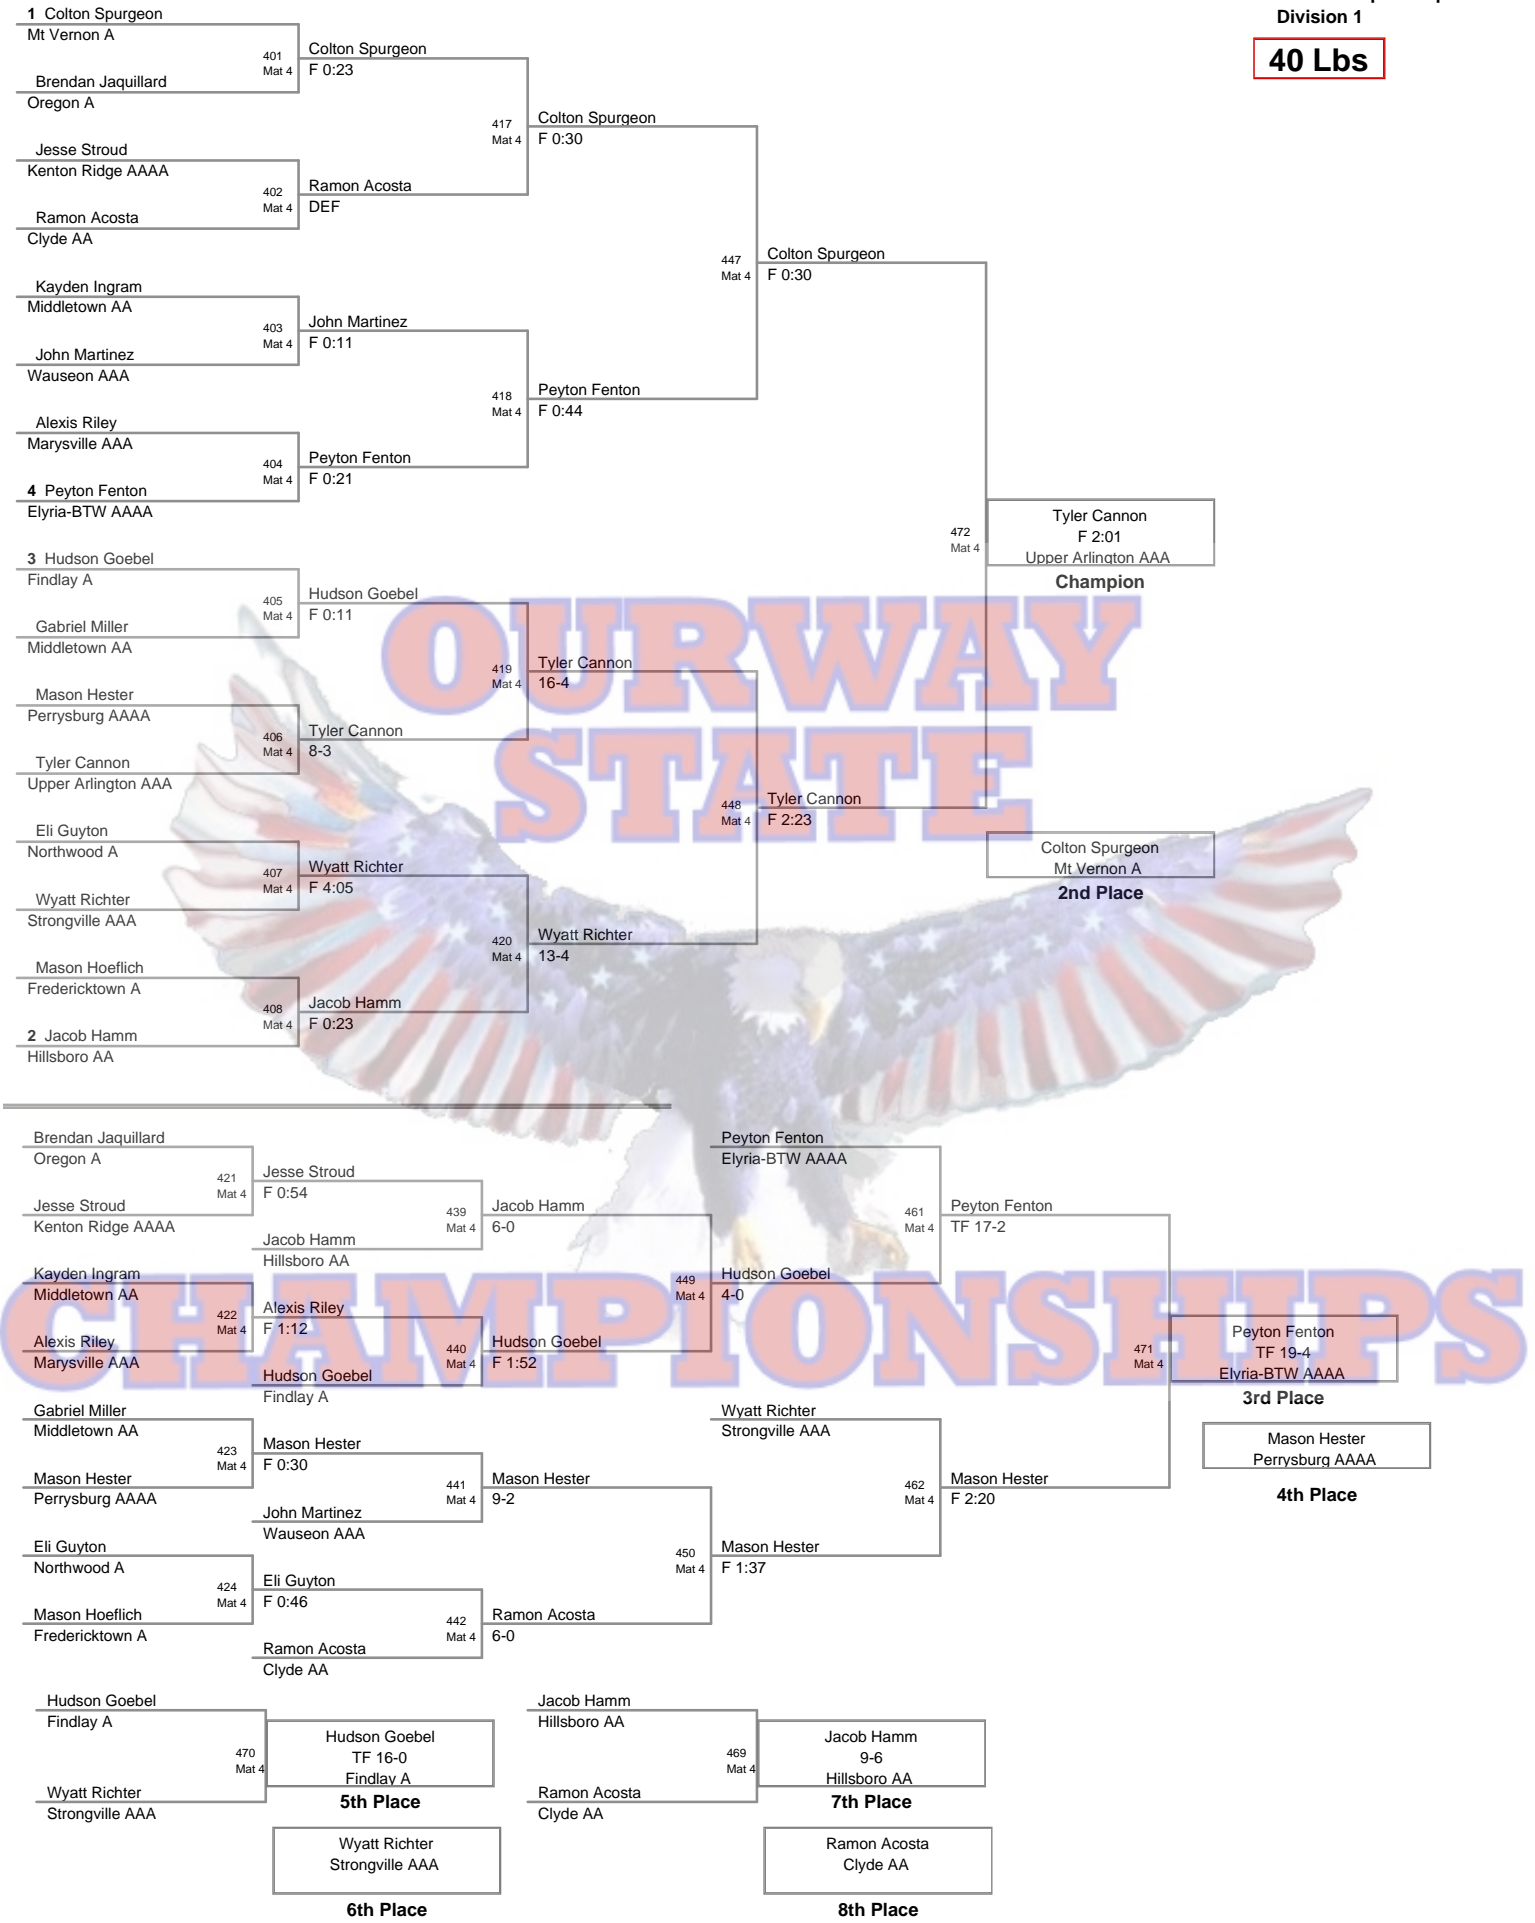 Division 1
40 Lbs
1 Colton Spurgeon
Mt Vernon A
401
Mat 4
Brendan Jaquillard
Oregon A
Colton Spurgeon
F 0:23
Jesse Stroud
Kenton Ridge AAAA
402
Mat 4
Ramon Acosta
Clyde AA
Ramon Acosta
DEF
417
Mat 4
Colton Spurgeon
F 0:30
Kayden Ingram
Middletown AA
403
Mat 4
John Martinez
Wauseon AAA
John Martinez
F 0:11
Alexis Riley
Marysville AAA
404
Mat 4
4 Peyton Fenton
Elyria-BTW AAAA
Peyton Fenton
F 0:21
418
Mat 4
Peyton Fenton
F 0:44
447
Mat 4
Colton Spurgeon
F 0:30
3 Hudson Goebel
Findlay A
405
Mat 4
Gabriel Miller
Middletown AA
Hudson Goebel
F 0:11
Mason Hester
Perrysburg AAAA
406
Mat 4
Tyler Cannon
Upper Arlington AAA
Tyler Cannon
8-3
419
Mat 4
Tyler Cannon
16-4
Eli Guyton
Northwood A
407
Mat 4
Wyatt Richter
Strongville AAA
Wyatt Richter
F 4:05
Mason Hoeflich
Fredericktown A
408
Mat 4
2 Jacob Hamm
Hillsboro AA
Jacob Hamm
F 0:23
420
Mat 4
Wyatt Richter
13-4
448
Mat 4
Tyler Cannon
F 2:23
472
Mat 4
Tyler Cannon
F 2:01
Upper Arlington AAA
Champion
Colton Spurgeon
Mt Vernon A
2nd Place
OURWAY
STATE
CHAMPIONSHIPS
Brendan Jaquillard
Oregon A
421
Mat 4
Jesse Stroud
Kenton Ridge AAAA
Jesse Stroud
F 0:54
439
Mat 4
Jacob Hamm
Hillsboro AA
Jacob Hamm
6-0
Kayden Ingram
Middletown AA
422
Mat 4
Alexis Riley
Marysville AAA
Alexis Riley
F 1:12
440
Mat 4
Hudson Goebel
Findlay A
Hudson Goebel
F 1:52
449
Mat 4
Hudson Goebel
4-0
Peyton Fenton
Elyria-BTW AAAA
461
Mat 4
Peyton Fenton
TF 17-2
Gabriel Miller
Middletown AA
423
Mat 4
Mason Hester
Perrysburg AAAA
Mason Hester
F 0:30
441
Mat 4
John Martinez
Wauseon AAA
Mason Hester
9-2
Eli Guyton
Northwood A
424
Mat 4
Mason Hoeflich
Fredericktown A
Eli Guyton
F 0:46
442
Mat 4
Ramon Acosta
Clyde AA
Ramon Acosta
6-0
450
Mat 4
Mason Hester
F 1:37
Wyatt Richter
Strongville AAA
462
Mat 4
Mason Hester
F 2:20
471
Mat 4
Peyton Fenton
TF 19-4
Elyria-BTW AAAA
3rd Place
Mason Hester
Perrysburg AAAA
4th Place
Hudson Goebel
Findlay A
470
Mat 4
Wyatt Richter
Strongville AAA
Hudson Goebel
TF 16-0
Findlay A
5th Place
Wyatt Richter
Strongville AAA
6th Place
Jacob Hamm
Hillsboro AA
469
Mat 4
Ramon Acosta
Clyde AA
Jacob Hamm
9-6
Hillsboro AA
7th Place
Ramon Acosta
Clyde AA
8th Place